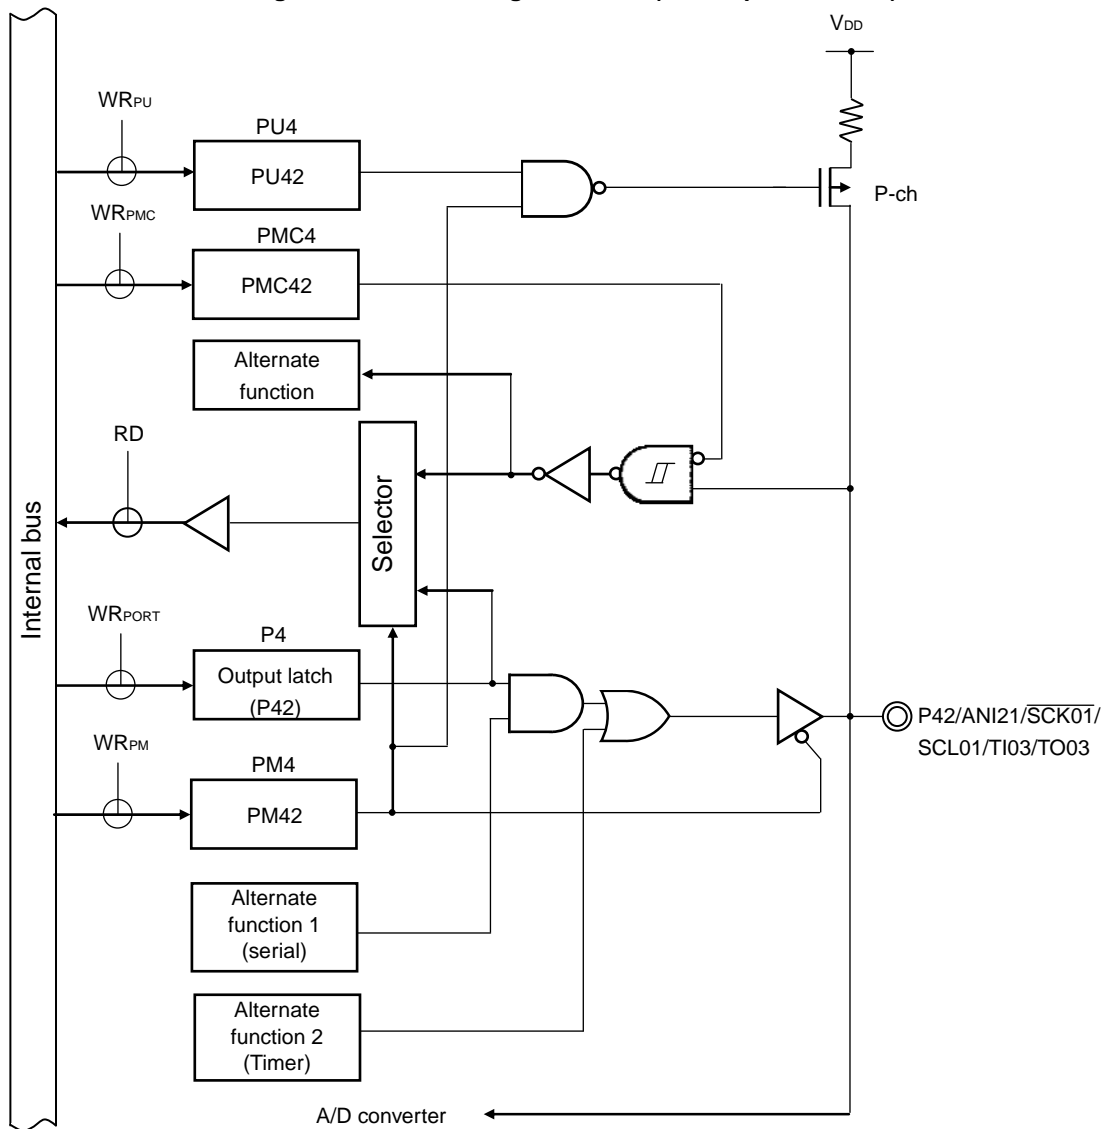 VDD
WRPU
PU4
PU42
P-ch
WRPMC
PMC4
PMC42
Alternate
function
RD
Selector
Internal bus
WRPORT
P4
Output latch
(P42)
P42/ANI21/SCK01/
SCL01/TI03/TO03
WRPM
PM4
PM42
Alternate
function 1
(serial)
Alternate
function 2
(Timer)
A/D converter